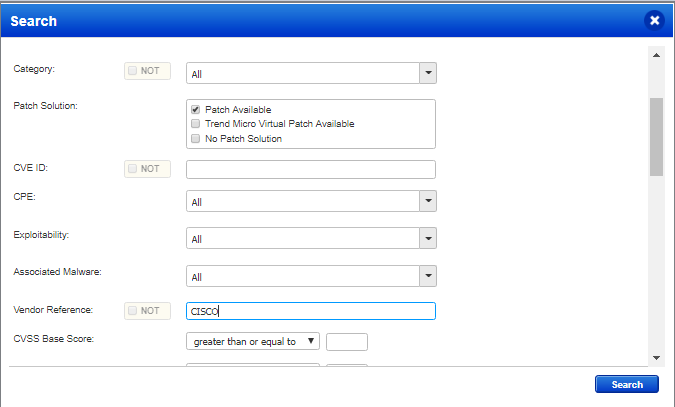 Search
Category: NOT All
Patch Solution: Patch Available
Trend Micro Virtual Patch Available
No Patch Solution
CVE ID: NOT
CPE: All
Exploitability: All
Associated Malware: All
Vendor Reference: NOT CISCO
CVSS Base Score: greater than or equal to
Search